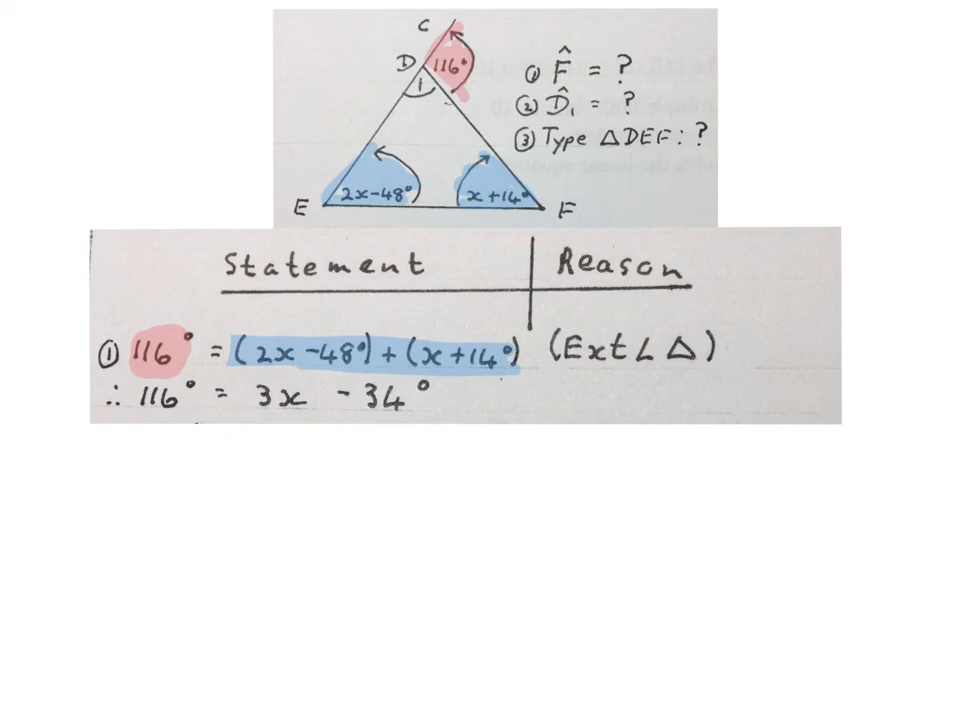 C
D 116° ① F̂ = ?
1 ② D̂₁ = ?
③ Type △DEF: ?
E 2x-48° x+14° F
Statement Reason
① 116° = (2x-48°)+(x+14°) (Ext∠△)
∴ 116° = 3x - 34°